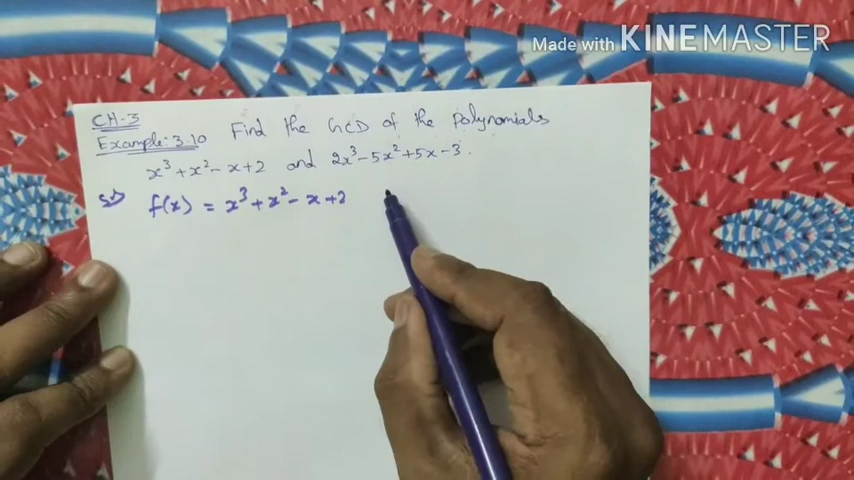 Made with KINEMASTER
CH-3
Example: 3.10 Find the GCD of the polynomials
x³ + x² - x + 2 and 2x³ - 5x² + 5x - 3.
Sol f(x) = x³ + x² - x + 2